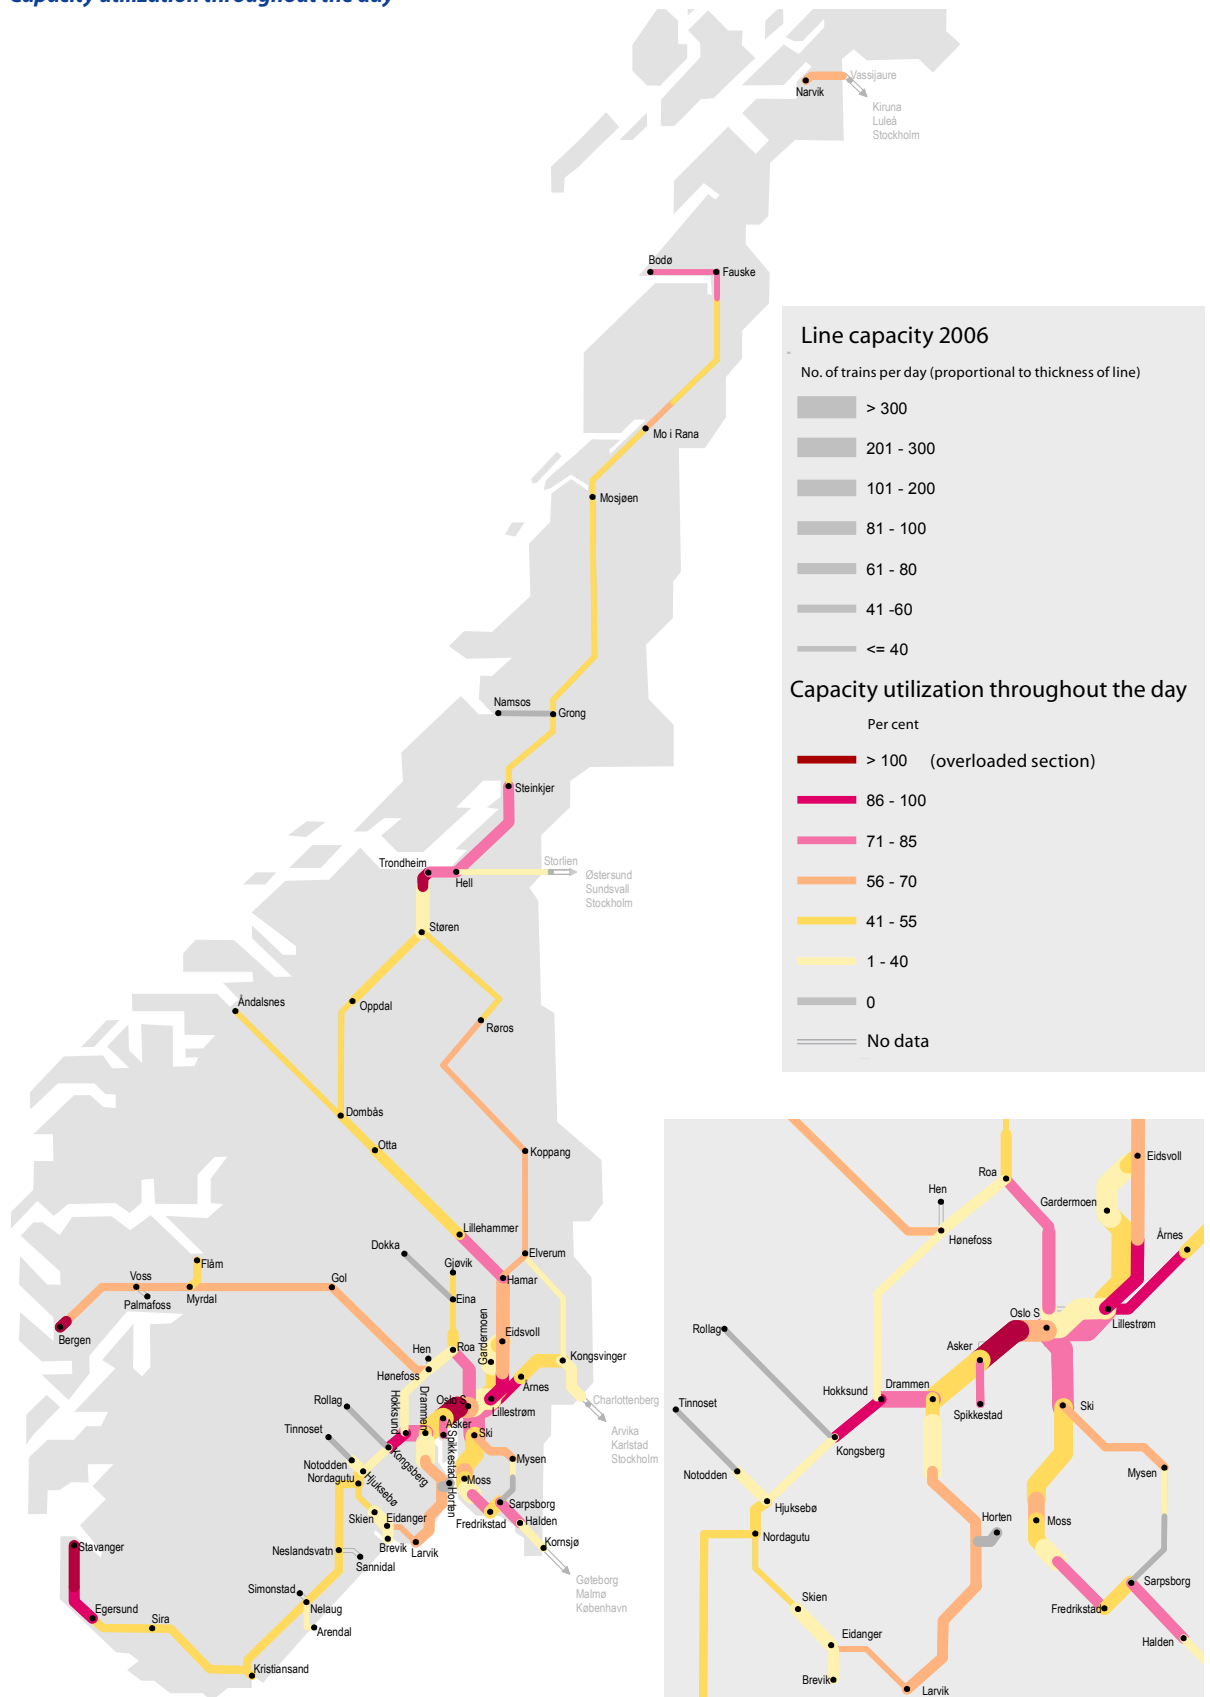 Capacity utilization throughout the day
Vassijaure
Narvik
Kiruna
Luleå
Stockholm
Bodø
Fauske
Line capacity 2006
No. of trains per day (proportional to thickness of line)
> 300
201 - 300
101 - 200
81 - 100
61 - 80
41 -60
<= 40
Capacity utilization throughout the day
Per cent
> 100 (overloaded section)
86 - 100
71 - 85
56 - 70
41 - 55
1 - 40
0
No data
Mo i Rana
Mosjøen
Namsos
Grong
Steinkjer
Trondheim
Hell
Storlien
Østersund
Sundsvall
Stockholm
Støren
Åndalsnes
Oppdal
Røros
Dombås
Otta
Koppang
Lillehammer
Dokka
Gjøvik
Elverum
Hamar
Flåm
Voss
Myrdal
Gol
Palmafoss
Bergen
Eina
Gardermoen
Eidsvoll
Hen
Roa
Hønefoss
Kongsvinger
Årnes
Rollag
Hokksund
Drammen
Oslo S
Lillestrøm
Charlottenberg
Arvika
Karlstad
Stockholm
Asker
Ski
Tinnoset
Kongsberg
Spikkestad
Mysen
Notodden
Nordagutu
Hjuksebø
Moss
Horten
Sarpsborg
Skien
Eidanger
Fredrikstad
Halden
Brevik
Larvik
Kornsjø
Stavanger
Neslandsvatn
Sannidal
Gøteborg
Malmø
København
Simonstad
Nelaug
Egersund
Sira
Arendal
Kristiansand
Eidsvoll
Roa
Hen
Gardermoen
Hønefoss
Årnes
Oslo S
Lillestrøm
Rollag
Asker
Hokksund
Drammen
Tinnoset
Spikkestad
Ski
Kongsberg
Notodden
Mysen
Hjuksebø
Horten
Moss
Nordagutu
Sarpsborg
Skien
Fredrikstad
Eidanger
Halden
Brevik
Larvik